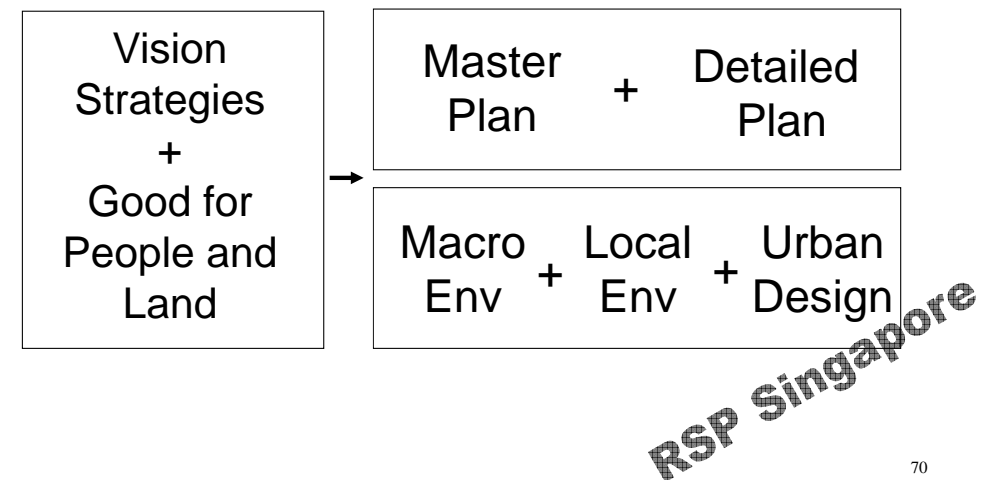 Vision
Strategies
+
Good for
People and
Land
Master
Plan
+
Detailed
Plan
Macro
Env
+
Local
Env
+
Urban
Design
RSP Singapore
70